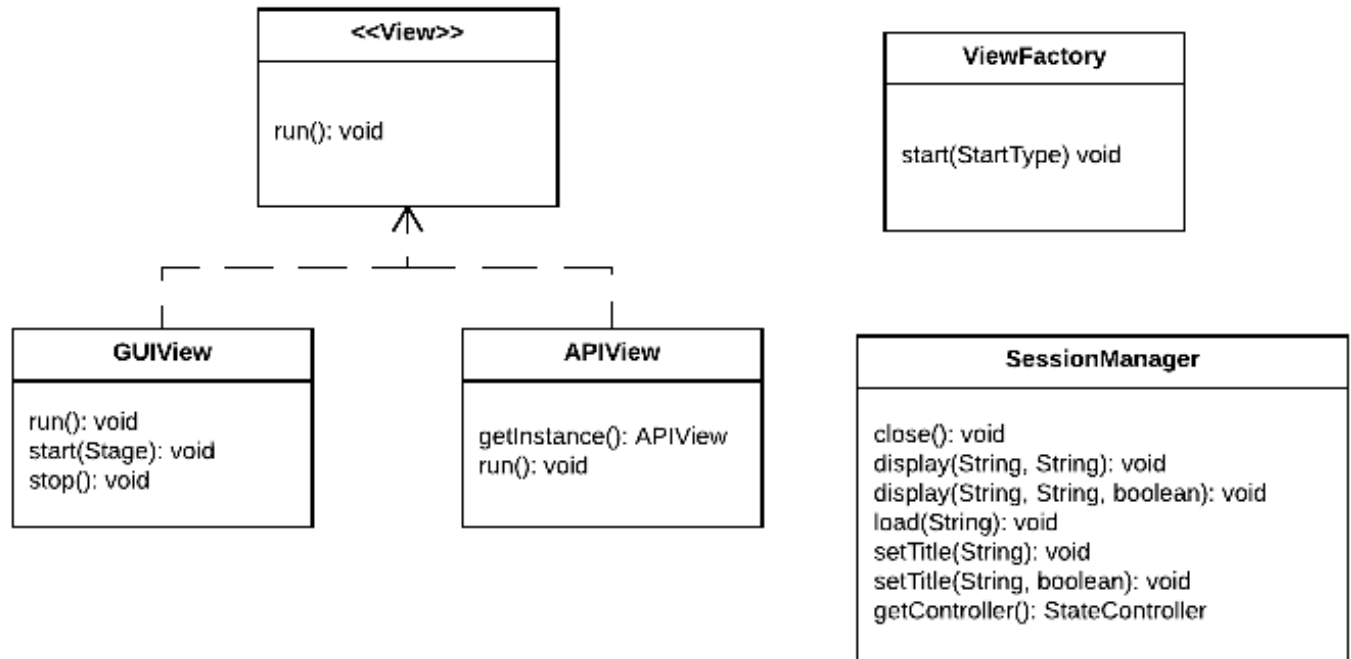 <<View>>
run(): void
ViewFactory
start(StartType) void
GUIView
run(): void
start(Stage): void
stop(): void
APIView
getInstance(): APIView
run(): void
SessionManager
close(): void
display(String, String): void
display(String, String, boolean): void
load(String): void
setTitle(String): void
setTitle(String, boolean): void
getController(): StateController